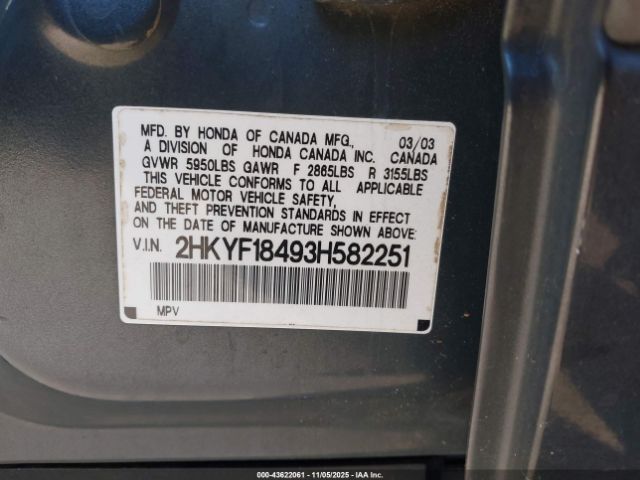 MFD. BY HONDA OF CANADA MFG., 03/03
A DIVISION OF HONDA CANADA INC. CANADA
GVWR 5950LBS GAWR F 2865LBS R 3155LBS
THIS VEHICLE CONFORMS TO ALL APPLICABLE
FEDERAL MOTOR VEHICLE SAFETY,
AND THEFT PREVENTION STANDARDS IN EFFECT
ON THE DATE OF MANUFACTURE SHOWN ABOVE:
V.I.N. 2HKYF18493H582251
MPV
000-43622061 - 11/05/2025 - IAA Inc.